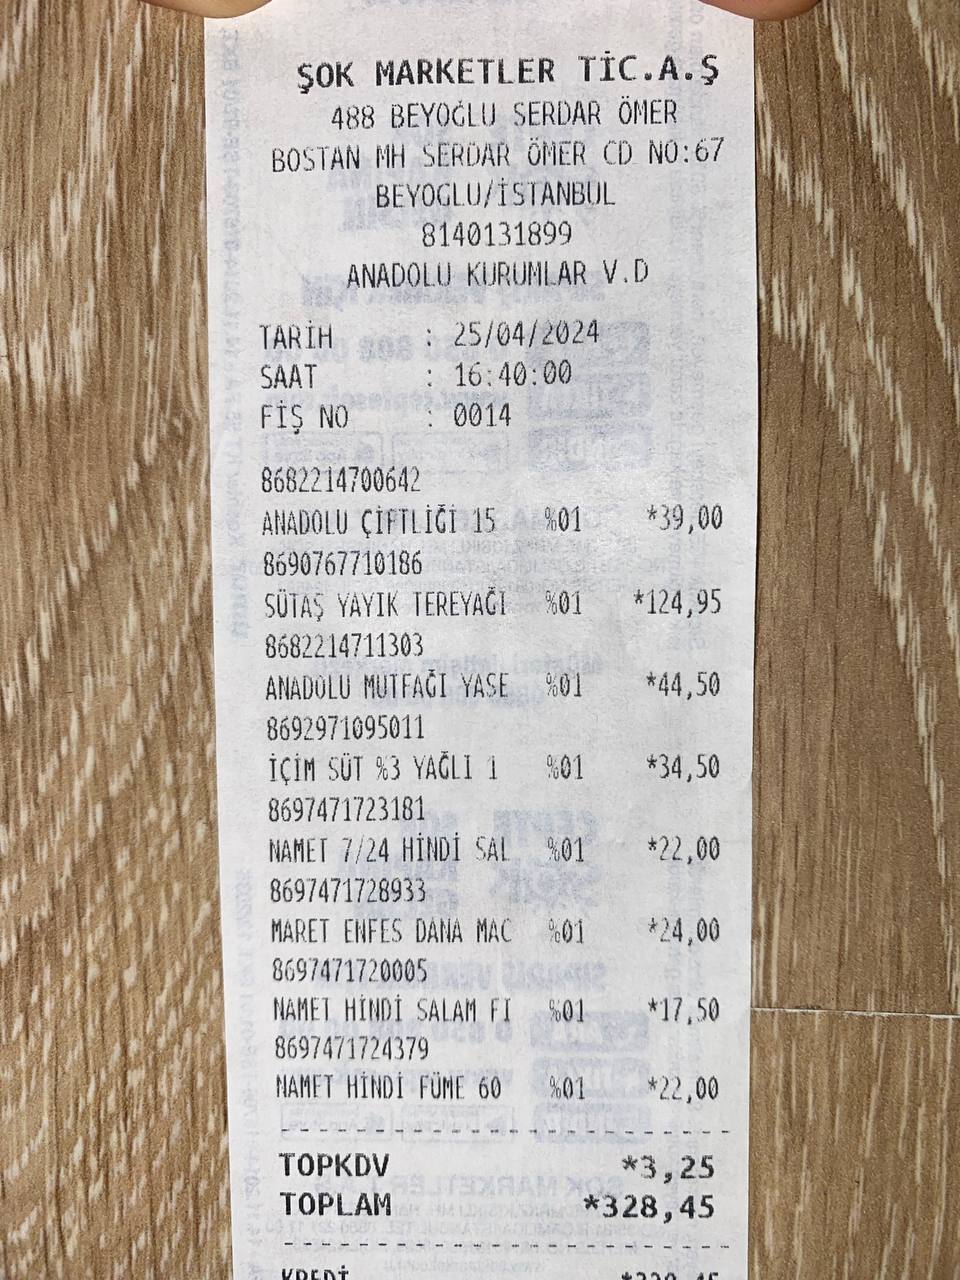 ŞOK MARKETLER TİC.A.Ş
488 BEYOĞLU SERDAR ÖMER
BOSTAN MH SERDAR ÖMER CD NO:67
BEYOGLU/İSTANBUL
8140131899
ANADOLU KURUMLAR V.D
TARİH : 25/04/2024
SAAT : 16:40:00
FİŞ NO : 0014
8682214700642
ANADOLU ÇİFTLİĞİ 15 %01 *39,00
8690767710186
SÜTAŞ YAYIK TEREYAĞI %01 *124,95
8682214711303
ANADOLU MUTFAĞI YASE %01 *44,50
8692971095011
İÇİM SÜT %3 YAĞLI 1 %01 *34,50
8697471723181
NAMET 7/24 HİNDİ SAL %01 *22,00
8697471728933
MARET ENFES DANA MAC %01 *24,00
8697471720005
NAMET HİNDİ SALAM FI %01 *17,50
8697471724379
NAMET HİNDİ FÜME 60 %01 *22,00
TOPKDV *3,25
TOPLAM *328,45
KREDİ *328,45